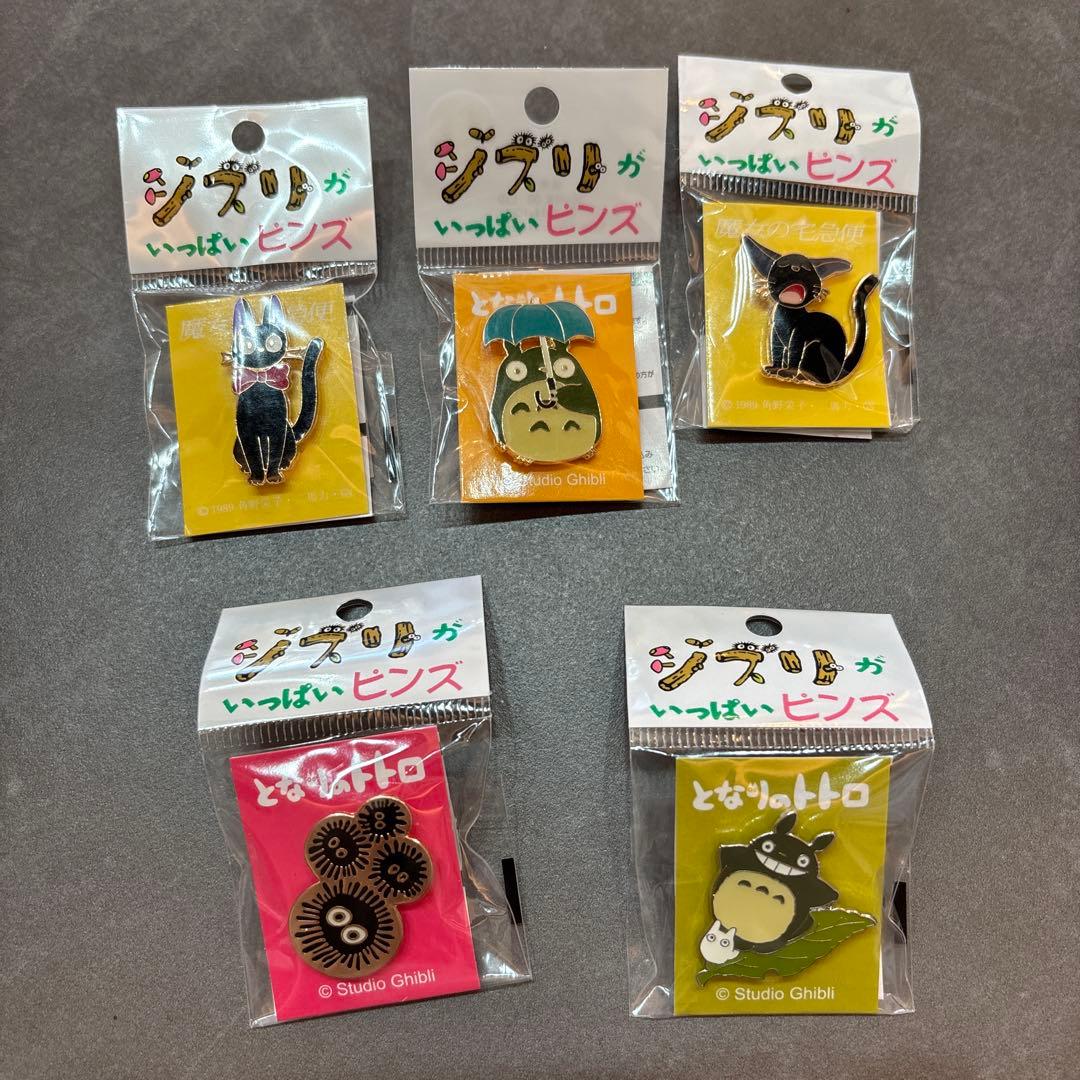 ジブリが
いっぱいピンズ
魔女の宅急便
©1989 角野栄子・二馬力・GN
ジブリが
いっぱいピンズ
となりのトトロ
Studio Ghibli
ジブリが
いっぱいピンズ
魔女の宅急便
©1989 角野栄子・二馬力・GN
ジブリが
いっぱいピンズ
となりのトトロ
© Studio Ghibli
ジブリが
いっぱいピンズ
となりのトトロ
© Studio Ghibli